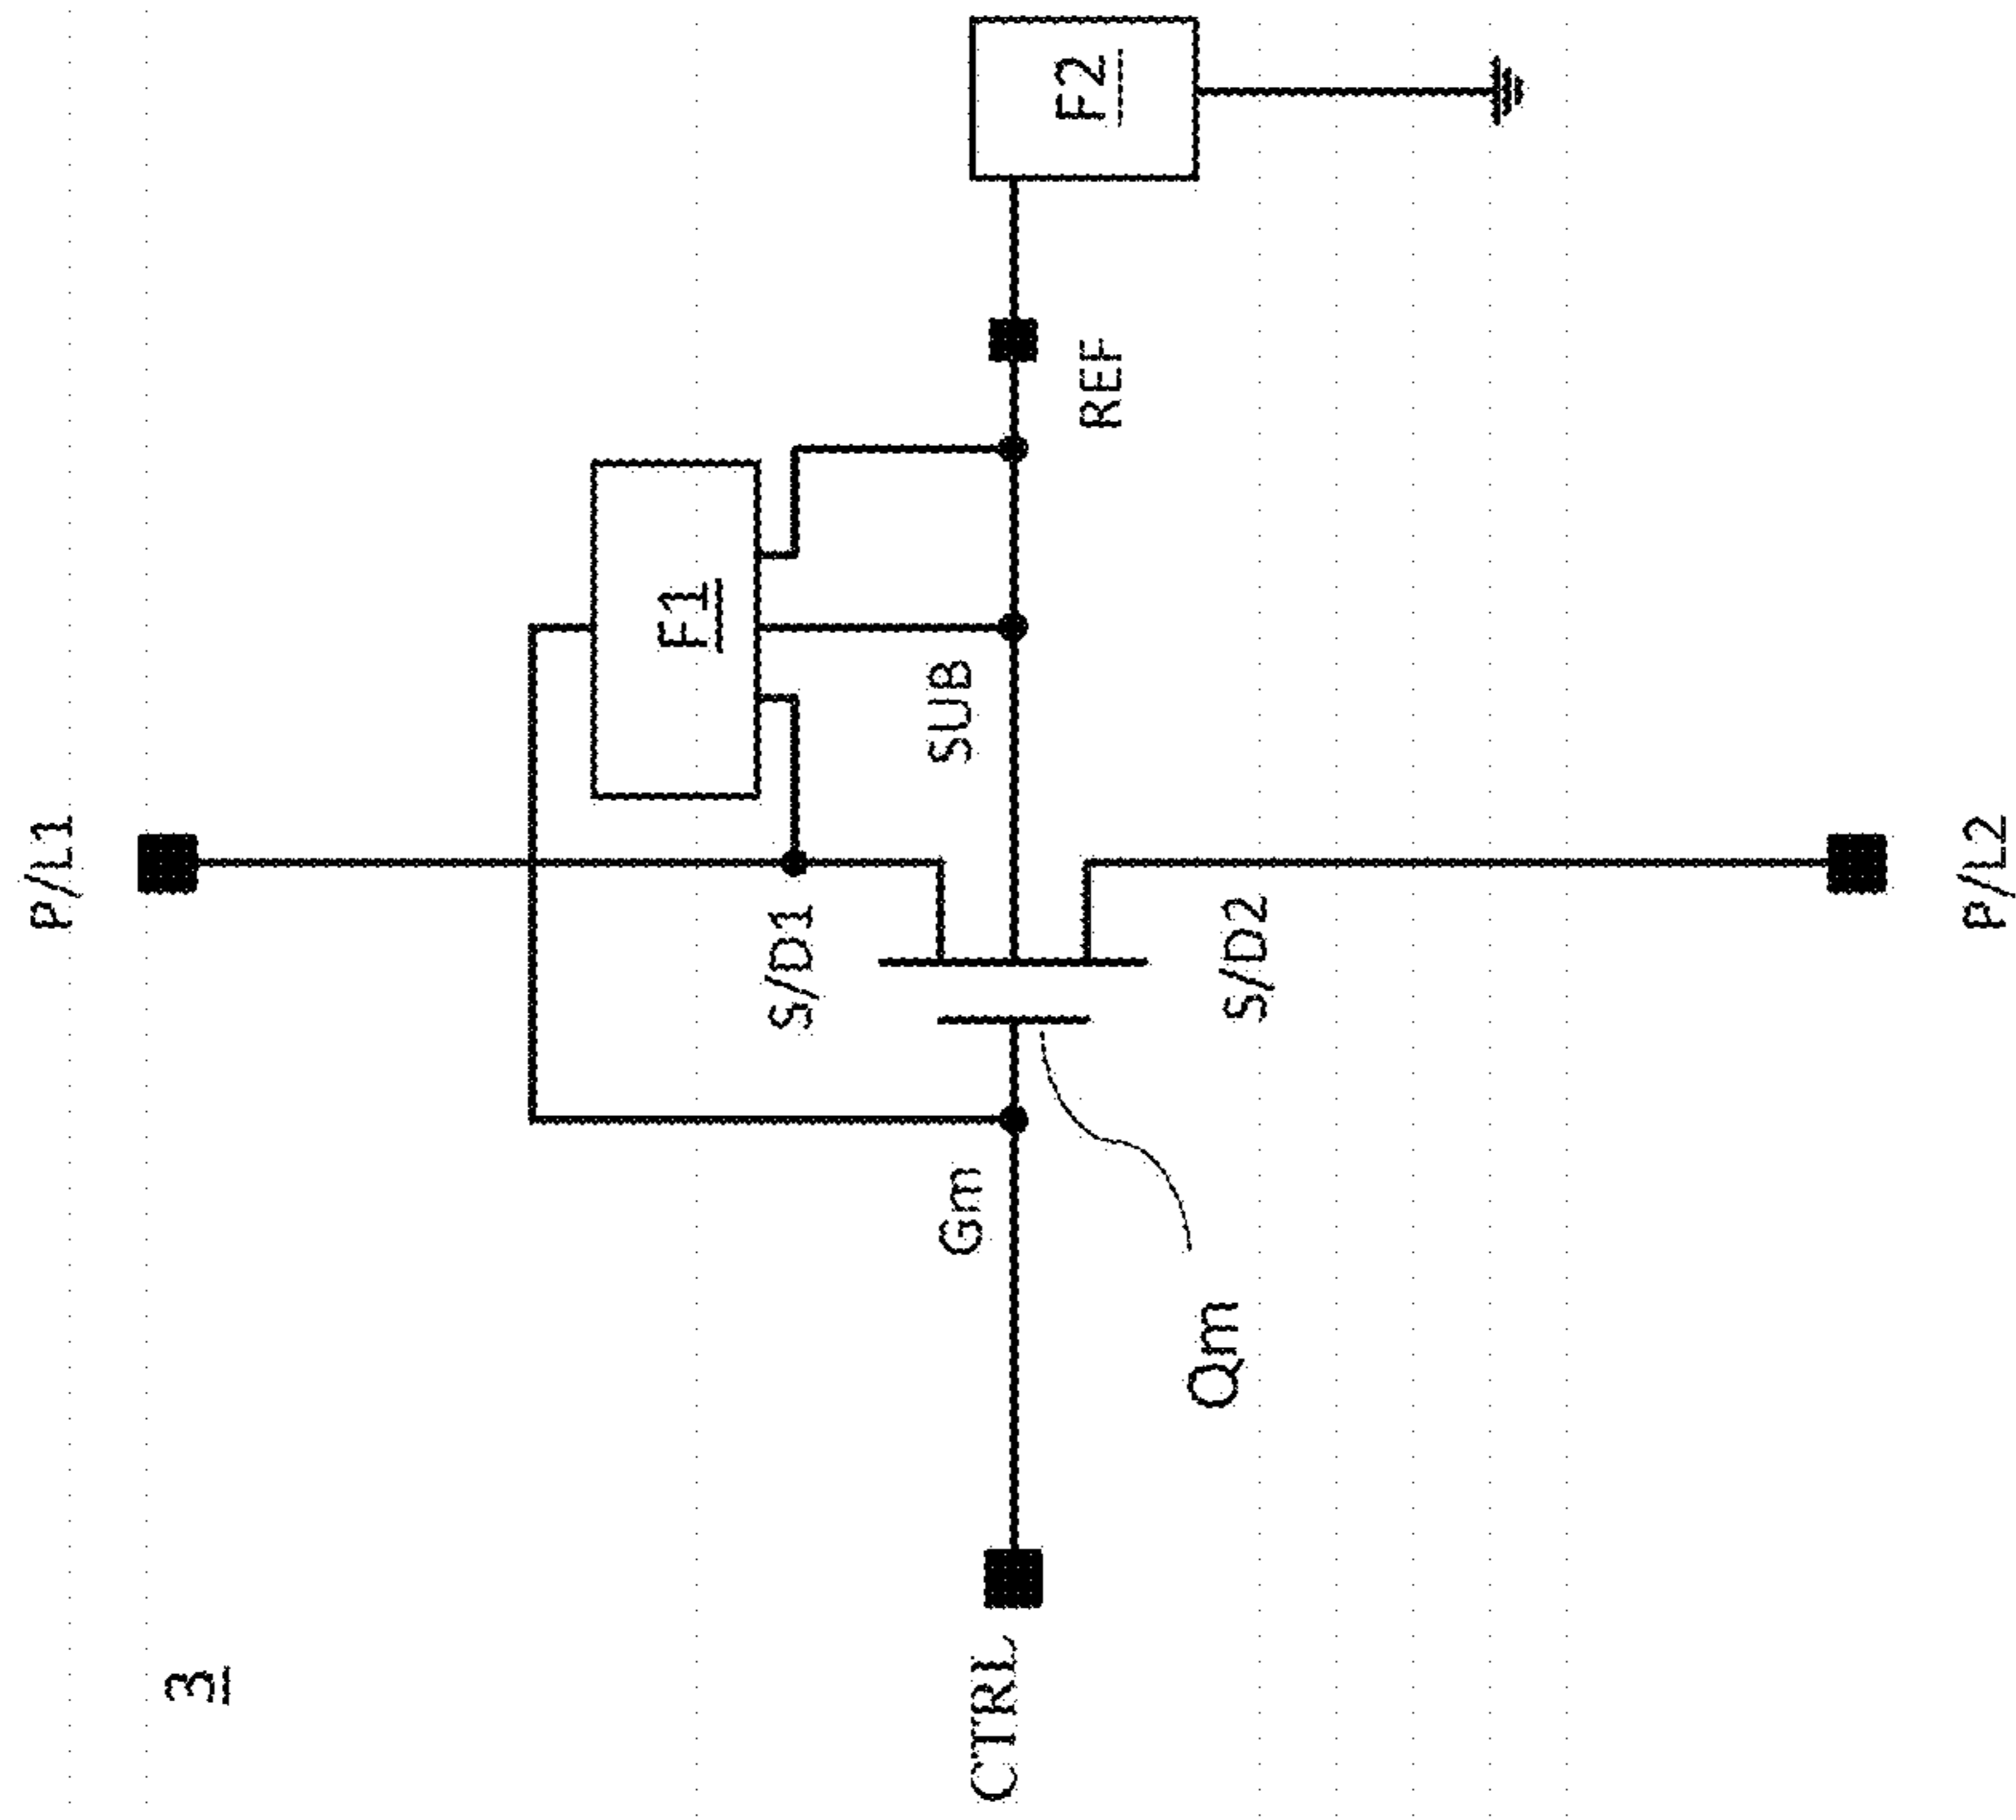 3
P/L1
F1
F2
S/D1
SUB
REF
Gm
CTRL
Qm
S/D2
P/L2